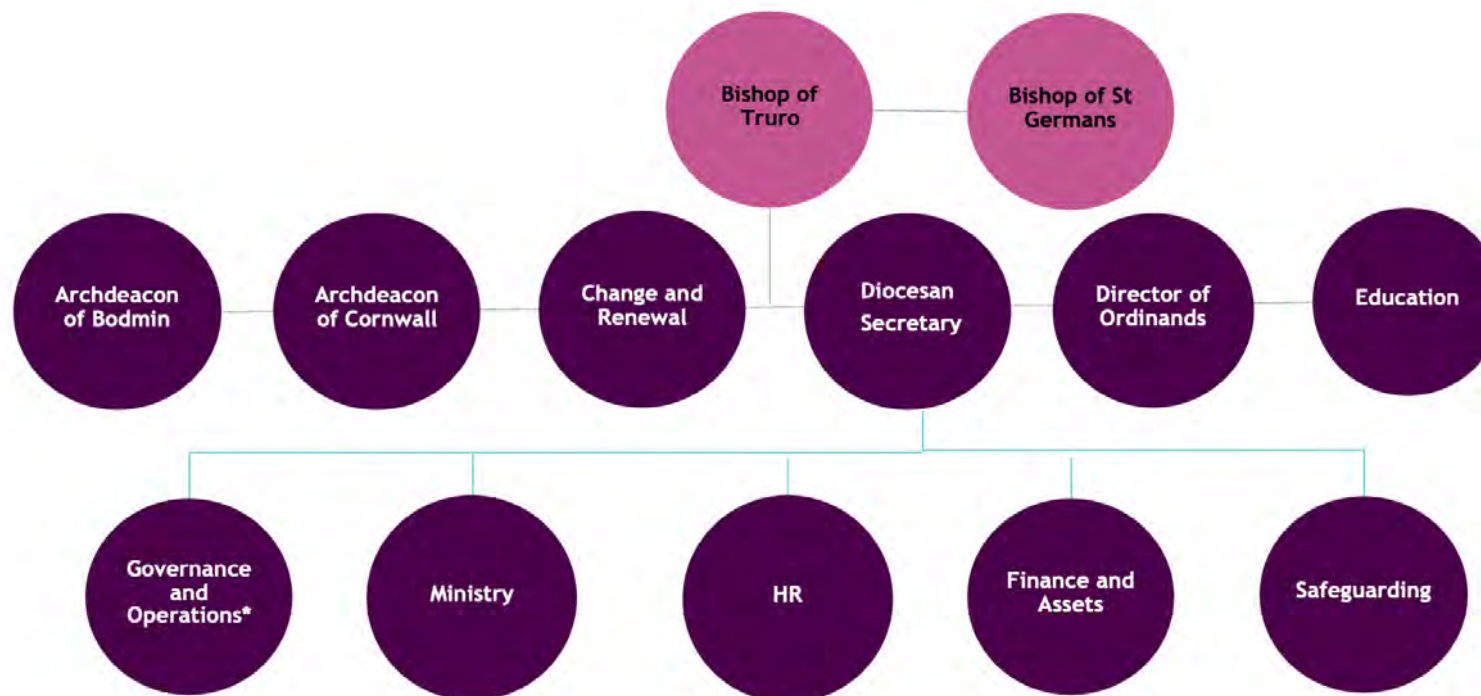 Bishop of
Truro
Bishop of St
Germans
Archdeacon
of Bodmin
Archdeacon
of Cornwall
Change and
Renewal
Diocesan
Secretary
Director of
Ordinands
Education
Governance
and
Operations*
Ministry
HR
Finance and
Assets
Safeguarding